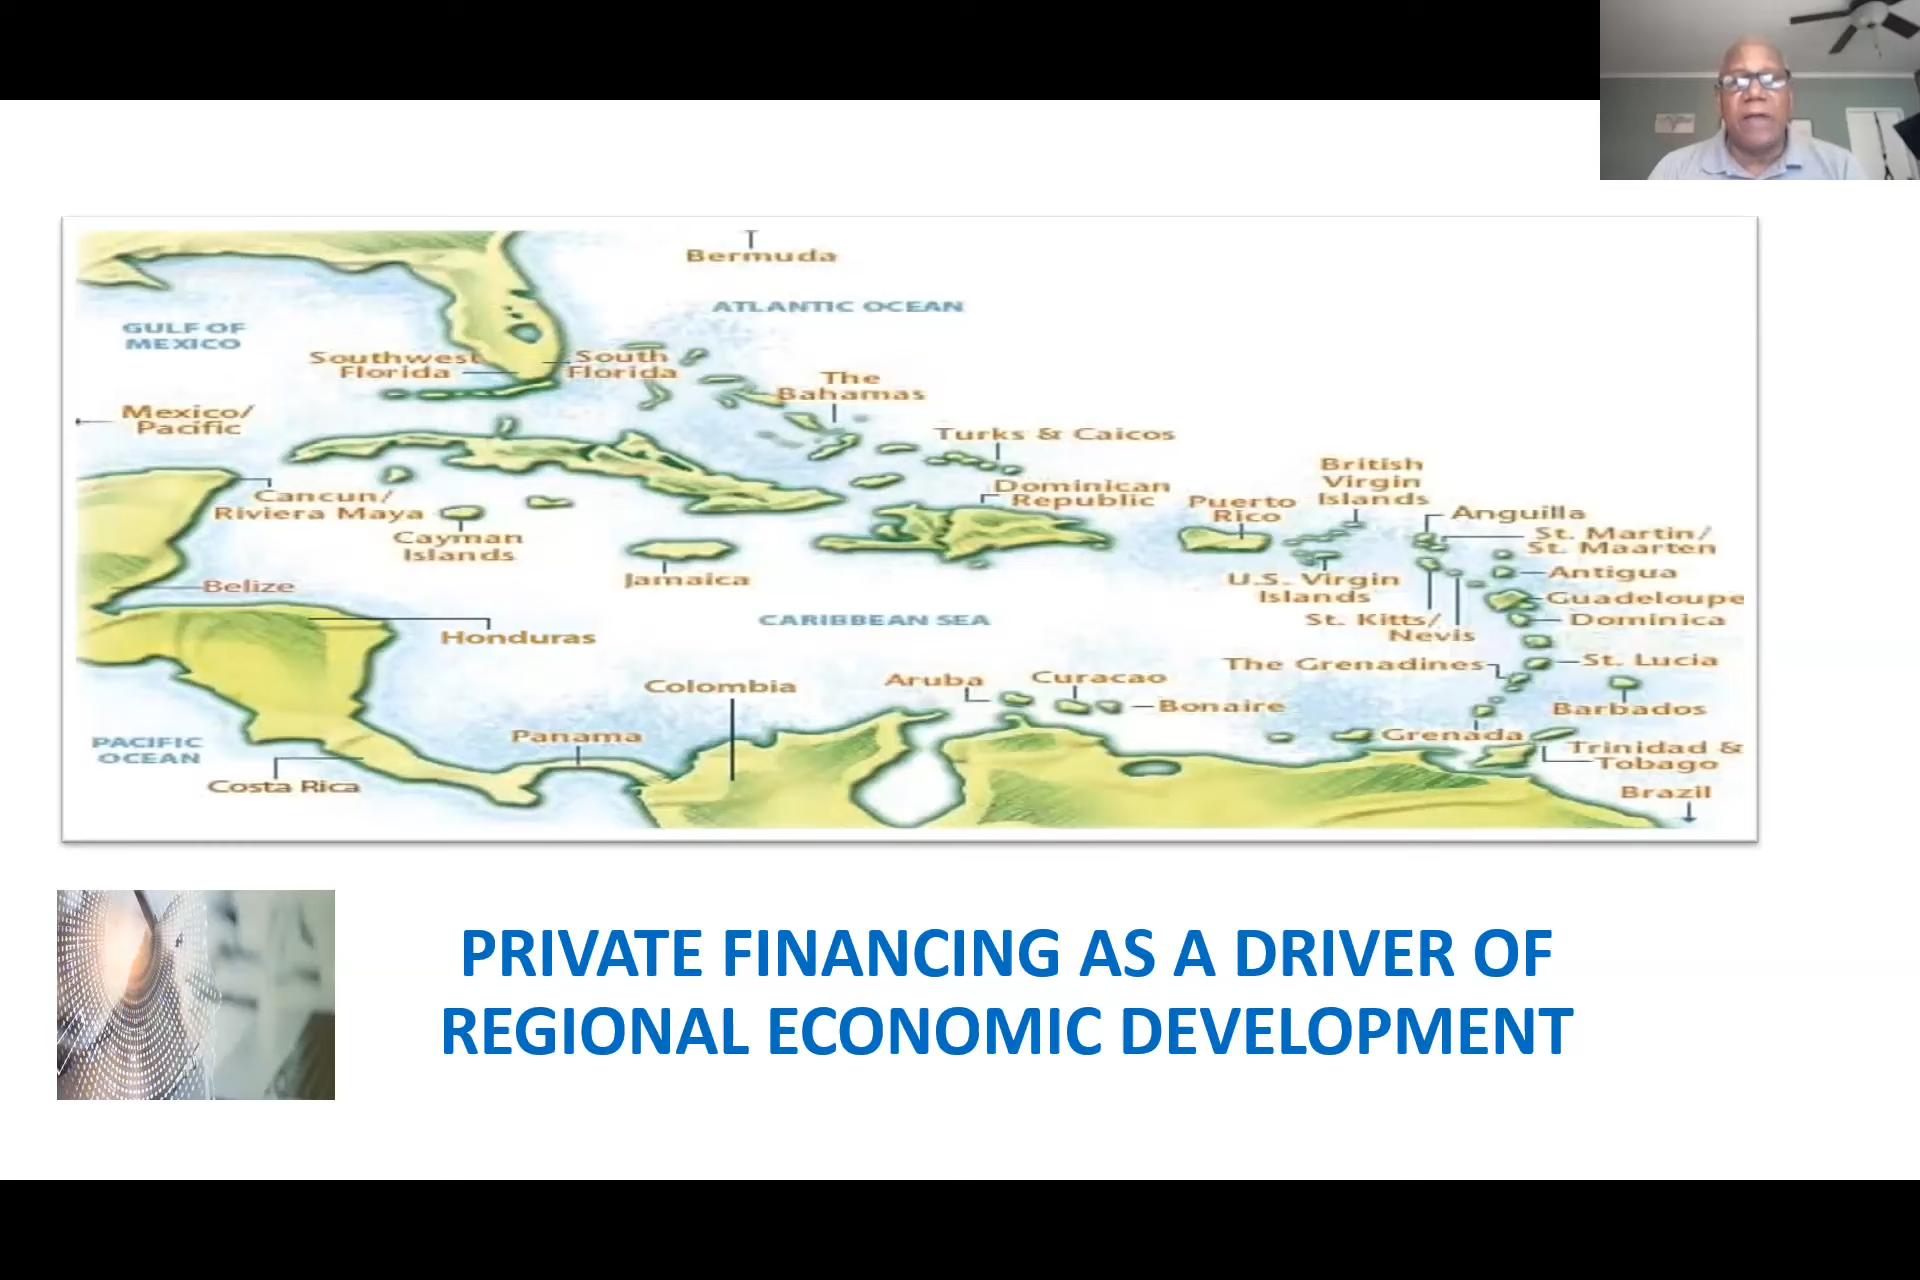 Bermuda
ATLANTIC OCEAN
GULF OF
MEXICO
Southwest
Florida
South
Florida
The
Bahamas
Mexico/
Pacific
Turks & Caicos
British
Virgin
Islands
Dominican
Republic
Puerto
Rico
Cancun/
Riviera Maya
Anguilla
St. Martin/
St. Maarten
Cayman
Islands
Jamaica
U.S. Virgin
Islands
Antigua
Belize
Guadeloupe
CARIBBEAN SEA
St. Kitts/
Nevis
Dominica
Honduras
The Grenadines
St. Lucia
Colombia
Aruba
Curacao
Bonaire
Barbados
Panama
Grenada
PACIFIC
OCEAN
Trinidad &
Tobago
Costa Rica
Brazil
PRIVATE FINANCING AS A DRIVER OF
REGIONAL ECONOMIC DEVELOPMENT